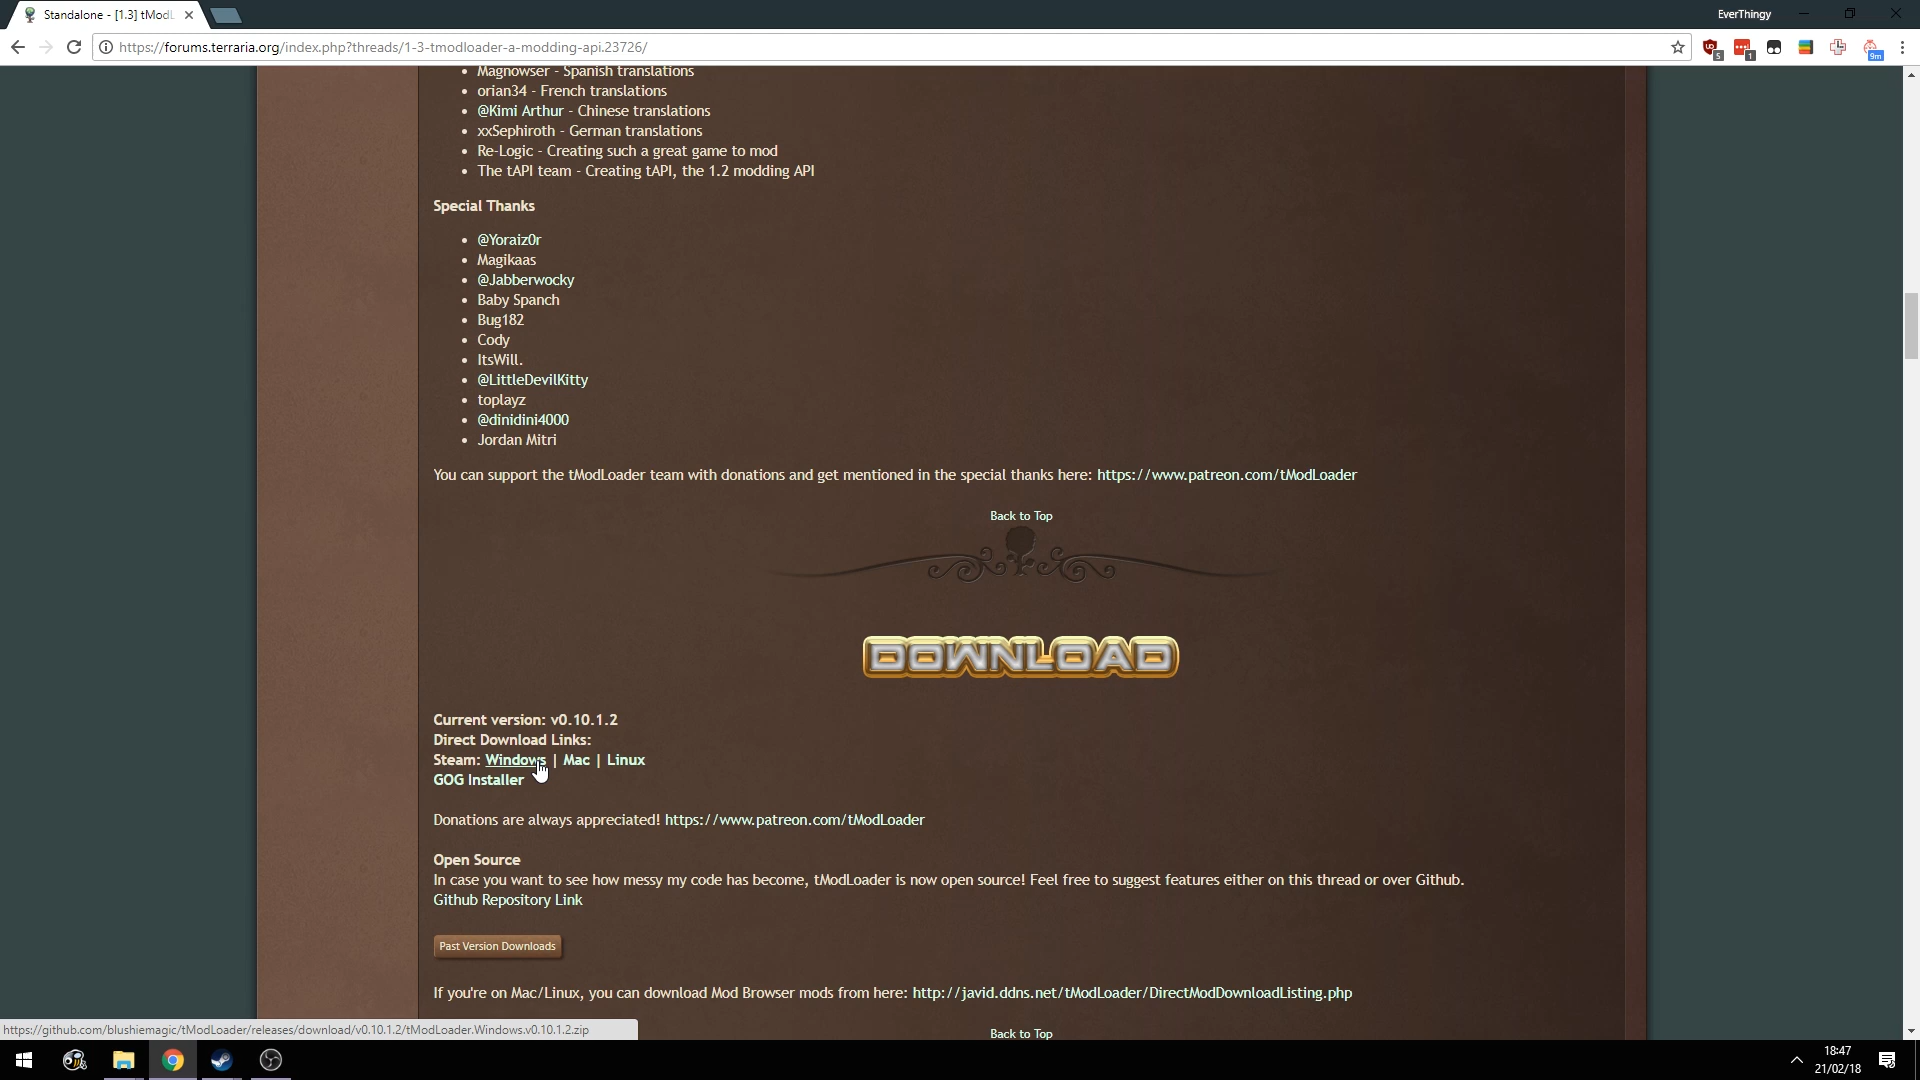 Standalone - [1.3] tModL
EverThingy
https://forums.terraria.org/index.php?threads/1-3-tmodloader-a-modding-api.23726/
5
1
9m
• Magnowser - Spanish translations
• orian34 - French translations
• @Kimi Arthur - Chinese translations
• xxSephiroth - German translations
• Re-Logic - Creating such a great game to mod
• The tAPI team - Creating tAPI, the 1.2 modding API
Special Thanks
• @Yoraiz0r
• Magikaas
• @Jabberwocky
• Baby Spanch
• Bug182
• Cody
• ItsWill.
• @LittleDevilKitty
• toplayz
• @dinidini4000
• Jordan Mitri
You can support the tModLoader team with donations and get mentioned in the special thanks here: https://www.patreon.com/tModLoader
Back to Top
DOWNLOAD
Current version: v0.10.1.2
Direct Download Links:
Steam: Windows | Mac | Linux
GOG Installer
Donations are always appreciated! https://www.patreon.com/tModLoader
Open Source
In case you want to see how messy my code has become, tModLoader is now open source! Feel free to suggest features either on this thread or over Github.
Github Repository Link
Past Version Downloads
If you're on Mac/Linux, you can download Mod Browser mods from here: http://javid.ddns.net/tModLoader/DirectModDownloadListing.php
Back to Top
https://github.com/blushiemagic/tModLoader/releases/download/v0.10.1.2/tModLoader.Windows.v0.10.1.2.zip
18:47
21/02/18